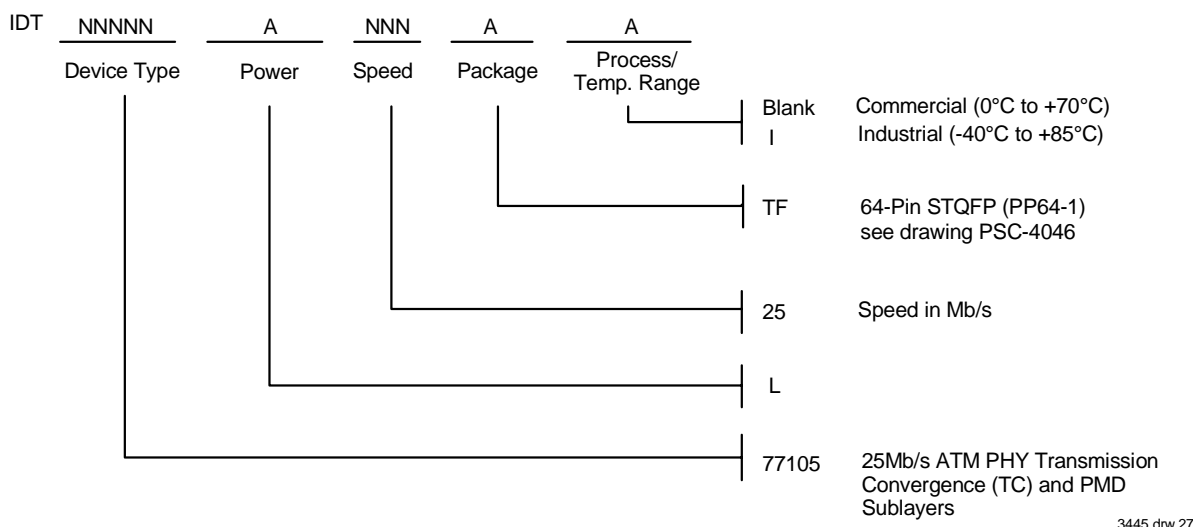 IDT NNNNN A NNN A A
Device Type Power Speed Package Process/
Temp. Range
Blank Commercial (0°C to +70°C)
I Industrial (-40°C to +85°C)
TF 64-Pin STQFP (PP64-1)
see drawing PSC-4046
25 Speed in Mb/s
L
77105 25Mb/s ATM PHY Transmission
Convergence (TC) and PMD
Sublayers
3445 drw 27